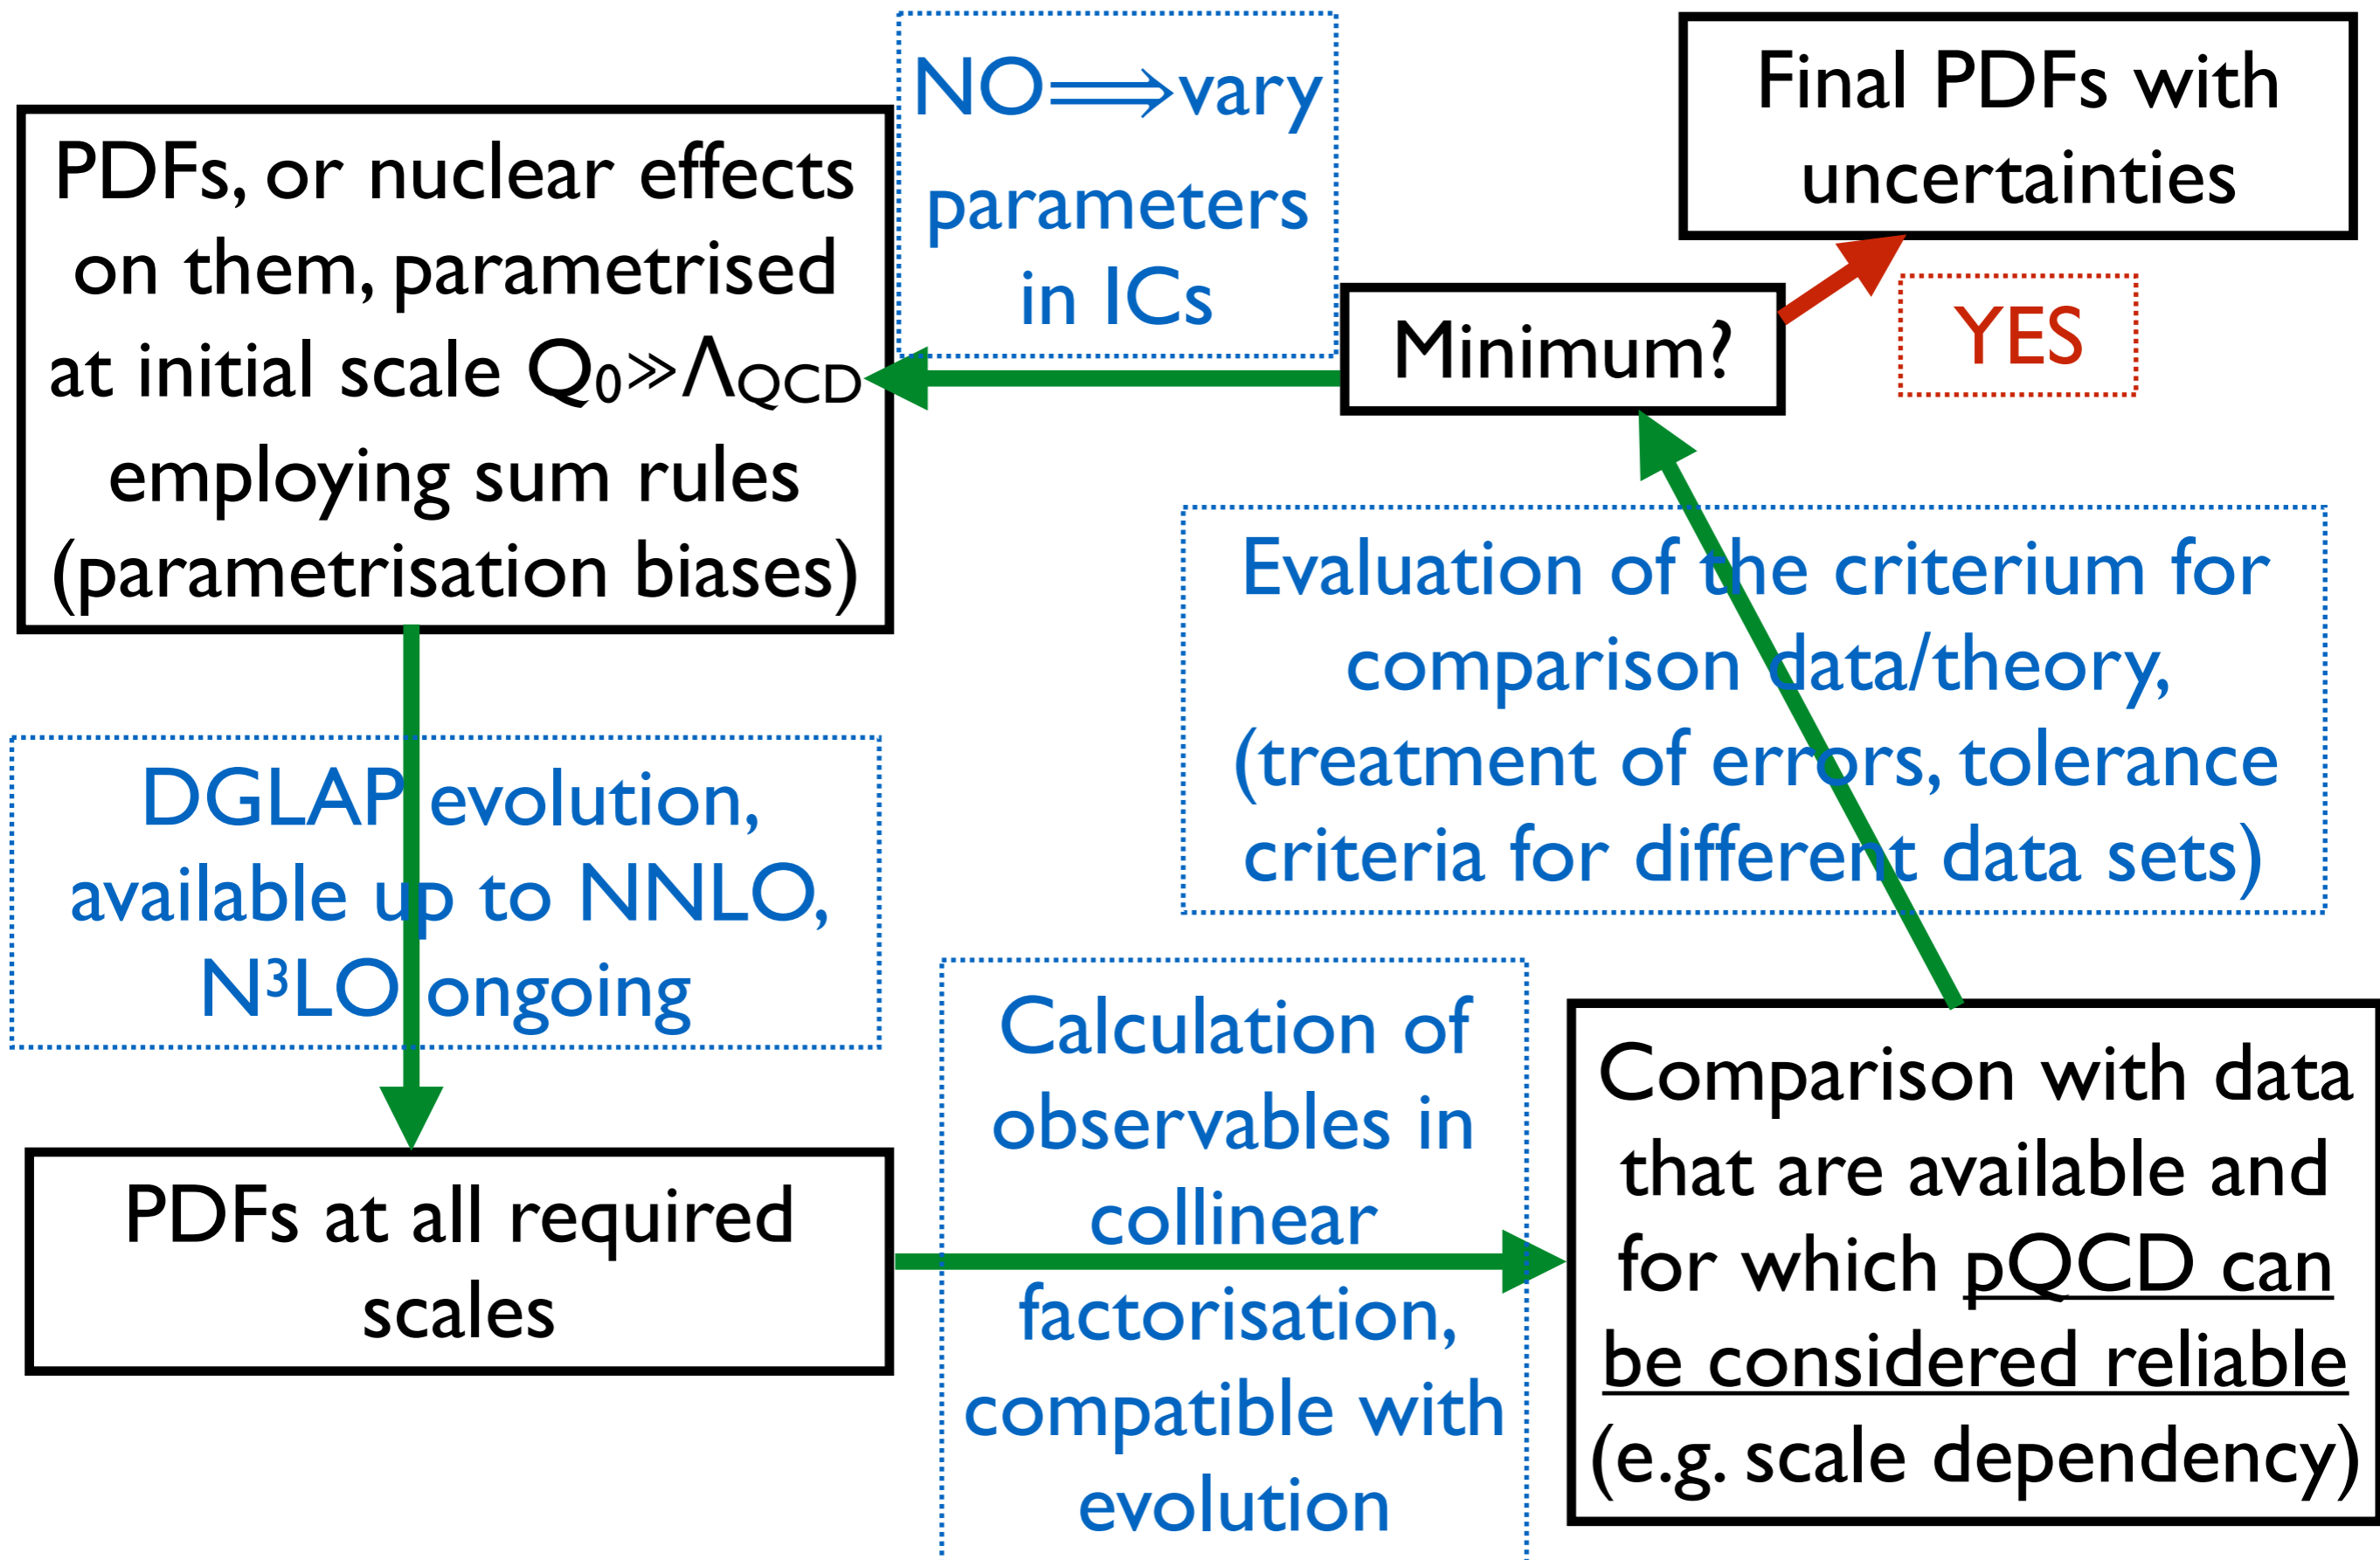 PDFs, or nuclear effects
on them, parametrised
at initial scale Q₀≫ΛQCD
employing sum rules
(parametrisation biases)
NO⟹vary
parameters
in ICs
Final PDFs with
uncertainties
Minimum?
YES
Evaluation of the criterium for
comparison data/theory,
(treatment of errors, tolerance
criteria for different data sets)
DGLAP evolution,
available up to NNLO,
N³LO ongoing
PDFs at all required
scales
Calculation of
observables in
collinear
factorisation,
compatible with
evolution
Comparison with data
that are available and
for which pQCD can
be considered reliable
(e.g. scale dependency)